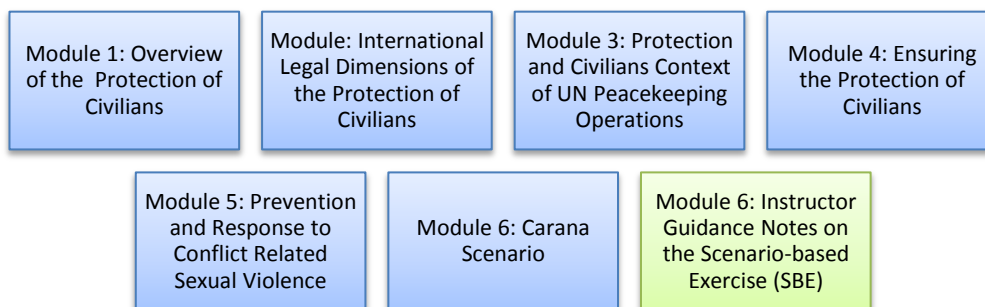 Module 1: Overview
of the  Protection of
Civilians
Module: International
Legal Dimensions of
the Protection of
Civilians
Module 3: Protection
and Civilians Context
of UN Peacekeeping
Operations
Module 4: Ensuring
the Protection of
Civilians
Module 5: Prevention
and Response to
Conflict Related
Sexual Violence
Module 6: Carana
Scenario
Module 6: Instructor
Guidance Notes on
the Scenario-based
Exercise (SBE)